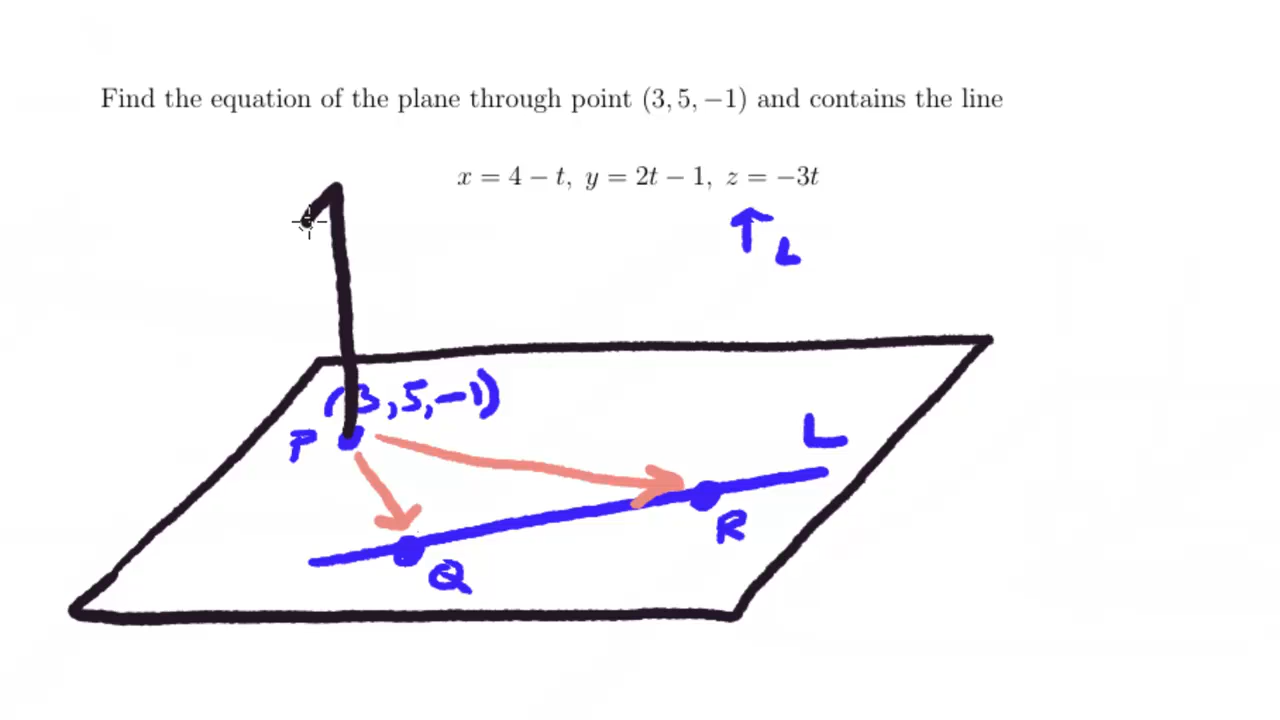 Find the equation of the plane through point (3, 5, −1) and contains the line
x = 4 − t, y = 2t − 1, z = −3t
L
(3,5,-1)
P
L
R
Q